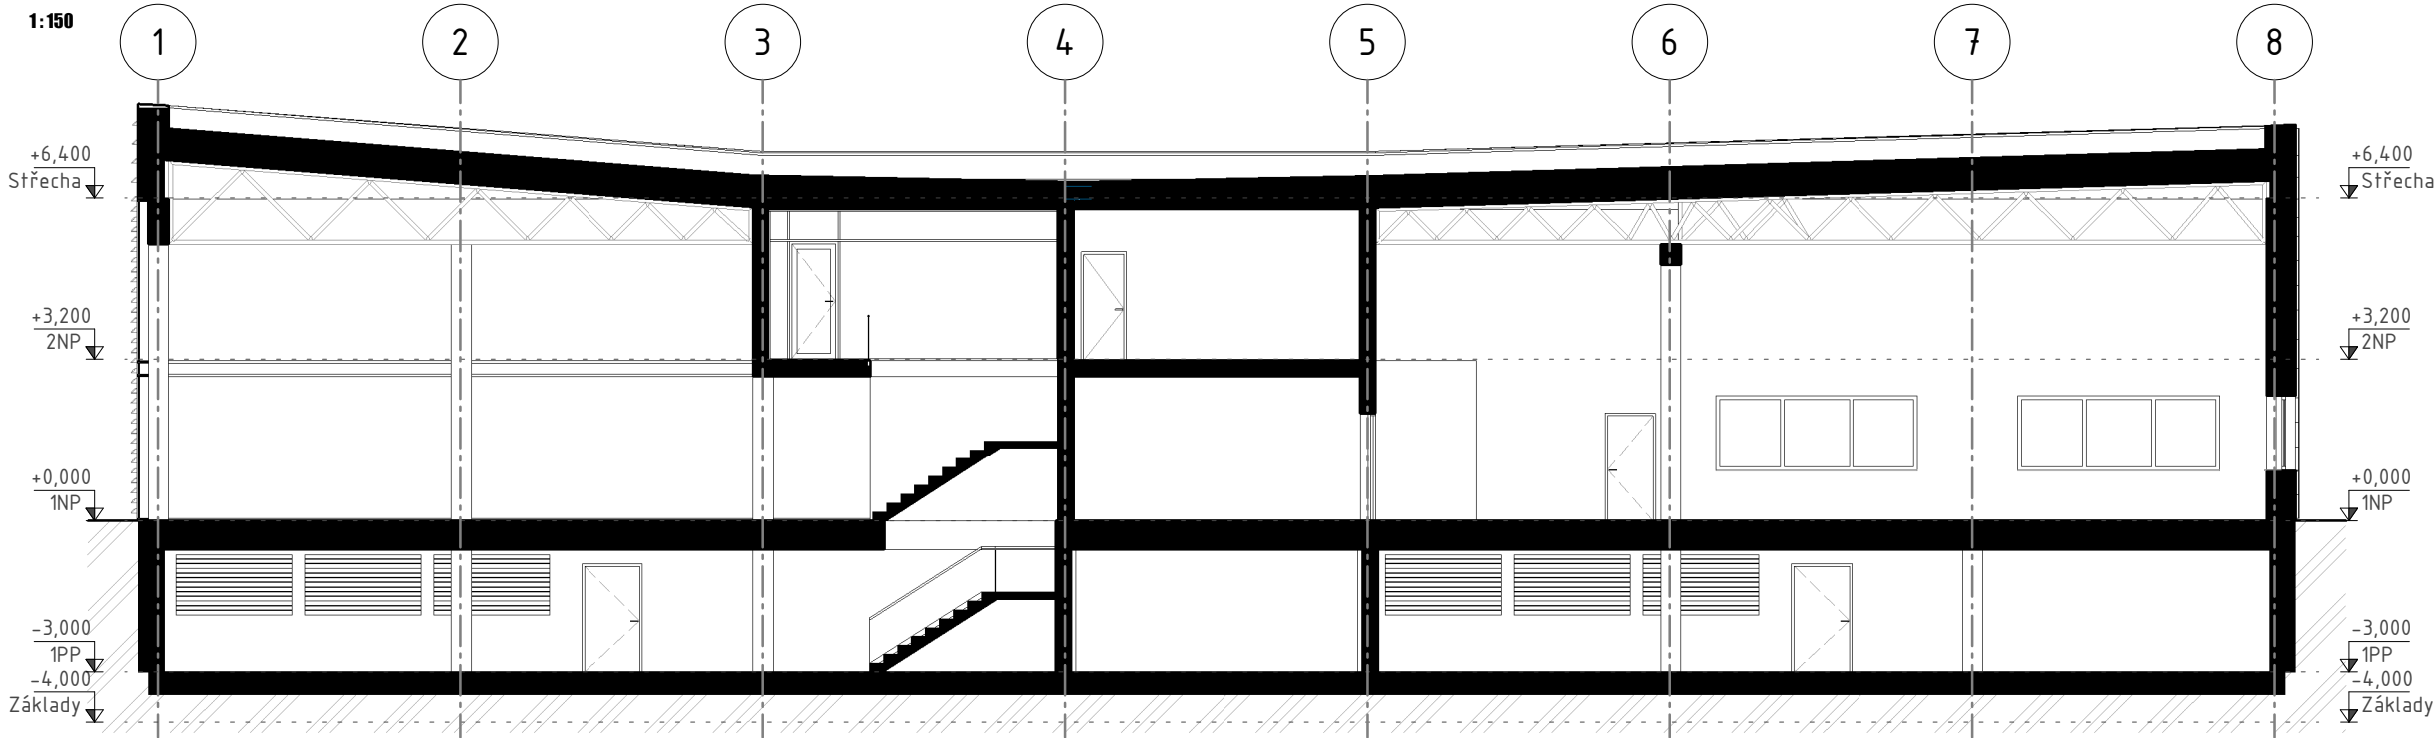 1:150
1 2 3 4 5 6 7 8
+6,400
Střecha
+3,200
2NP
+0,000
1NP
-3,000
1PP
-4,000
Základy
+6,400
Střecha
+3,200
2NP
+0,000
1NP
-3,000
1PP
-4,000
Základy